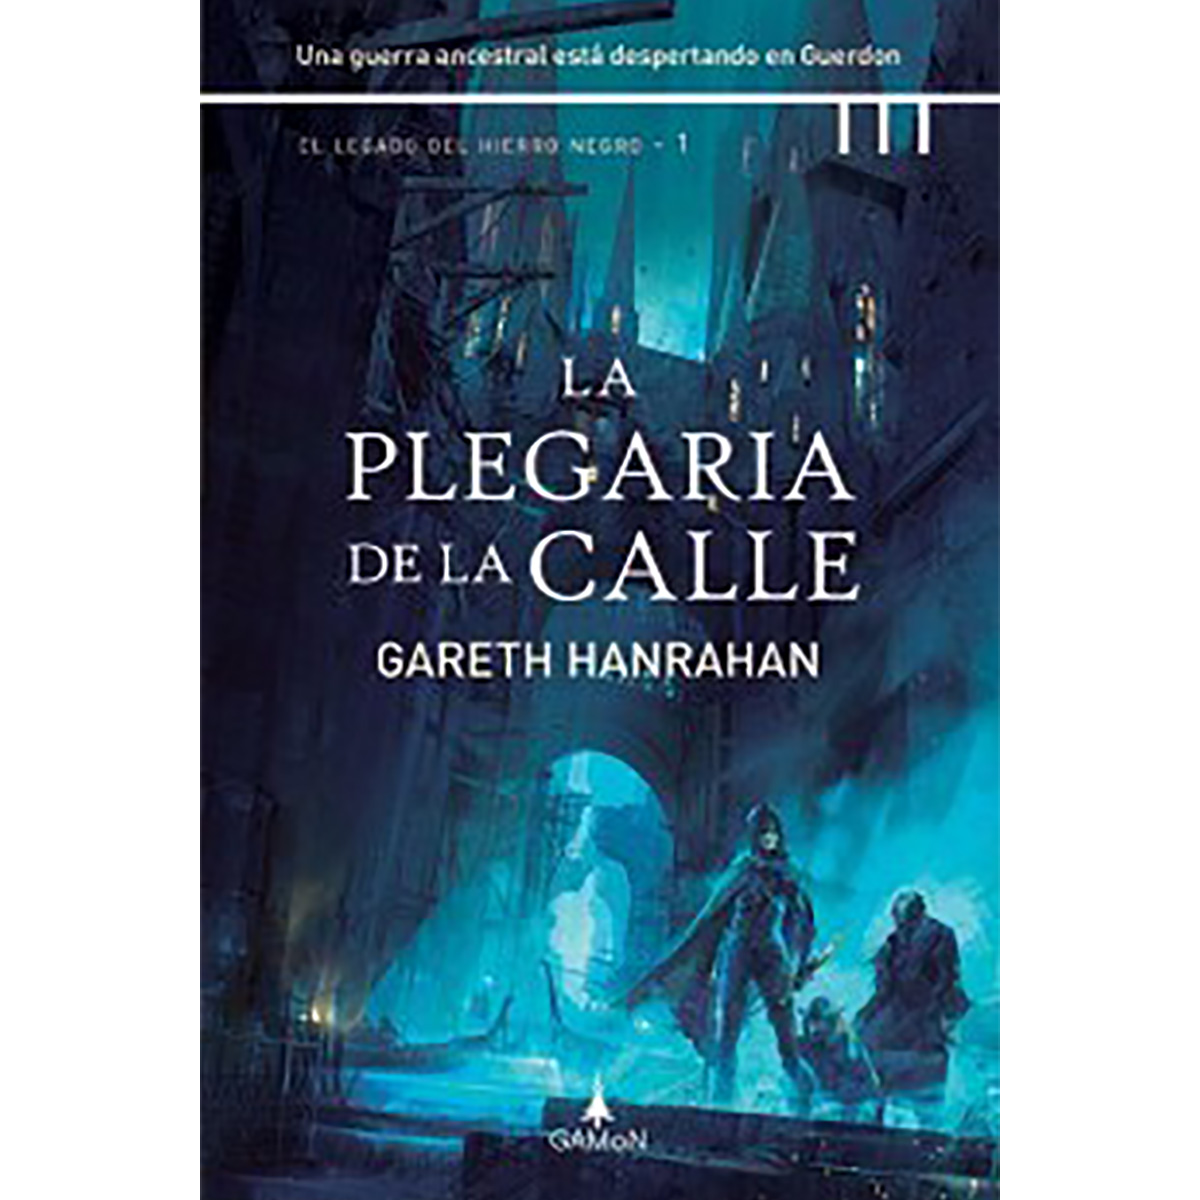 Una guerra ancestral está despertando en Guerdon
EL LEGADO DEL HIERRO NEGRO - 1
LA
PLEGARIA
DE LA CALLE
GARETH HANRAHAN
GAMoN